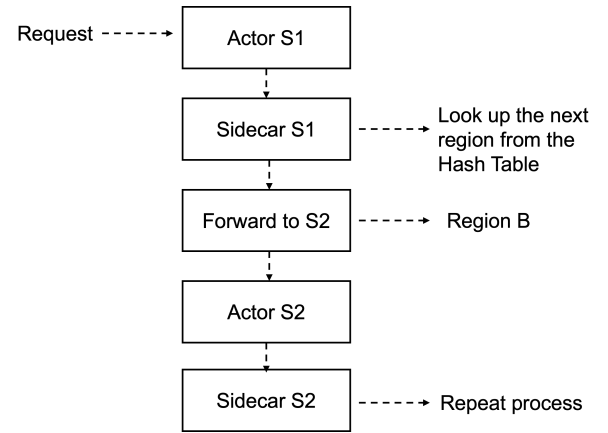 Request
Actor S1
Sidecar S1
Look up the next
region from the
Hash Table
Forward to S2
Region B
Actor S2
Sidecar S2
Repeat process